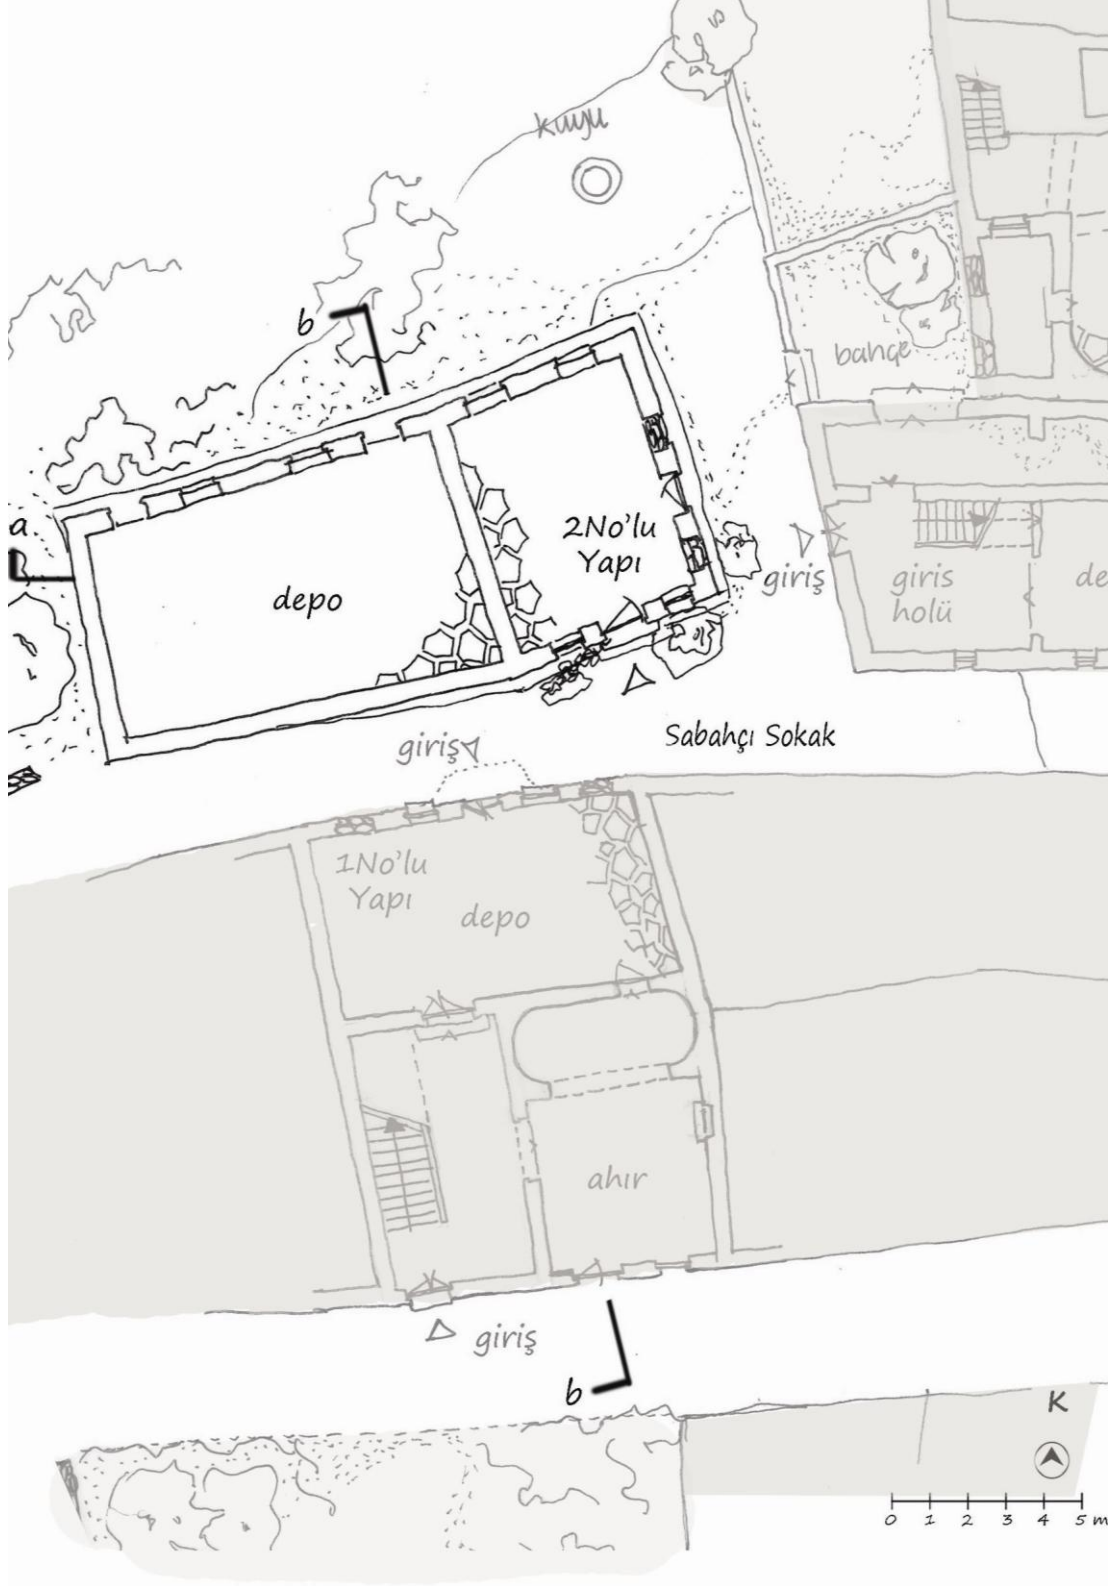 kuyu
b
bahçe
a
2No'lu
Yapı
depo
giriş
giris
holü
de
Sabahçı Sokak
giriş
1No'lu
Yapı
depo
ahır
giriş
b
K
0 1 2 3 4 5 m